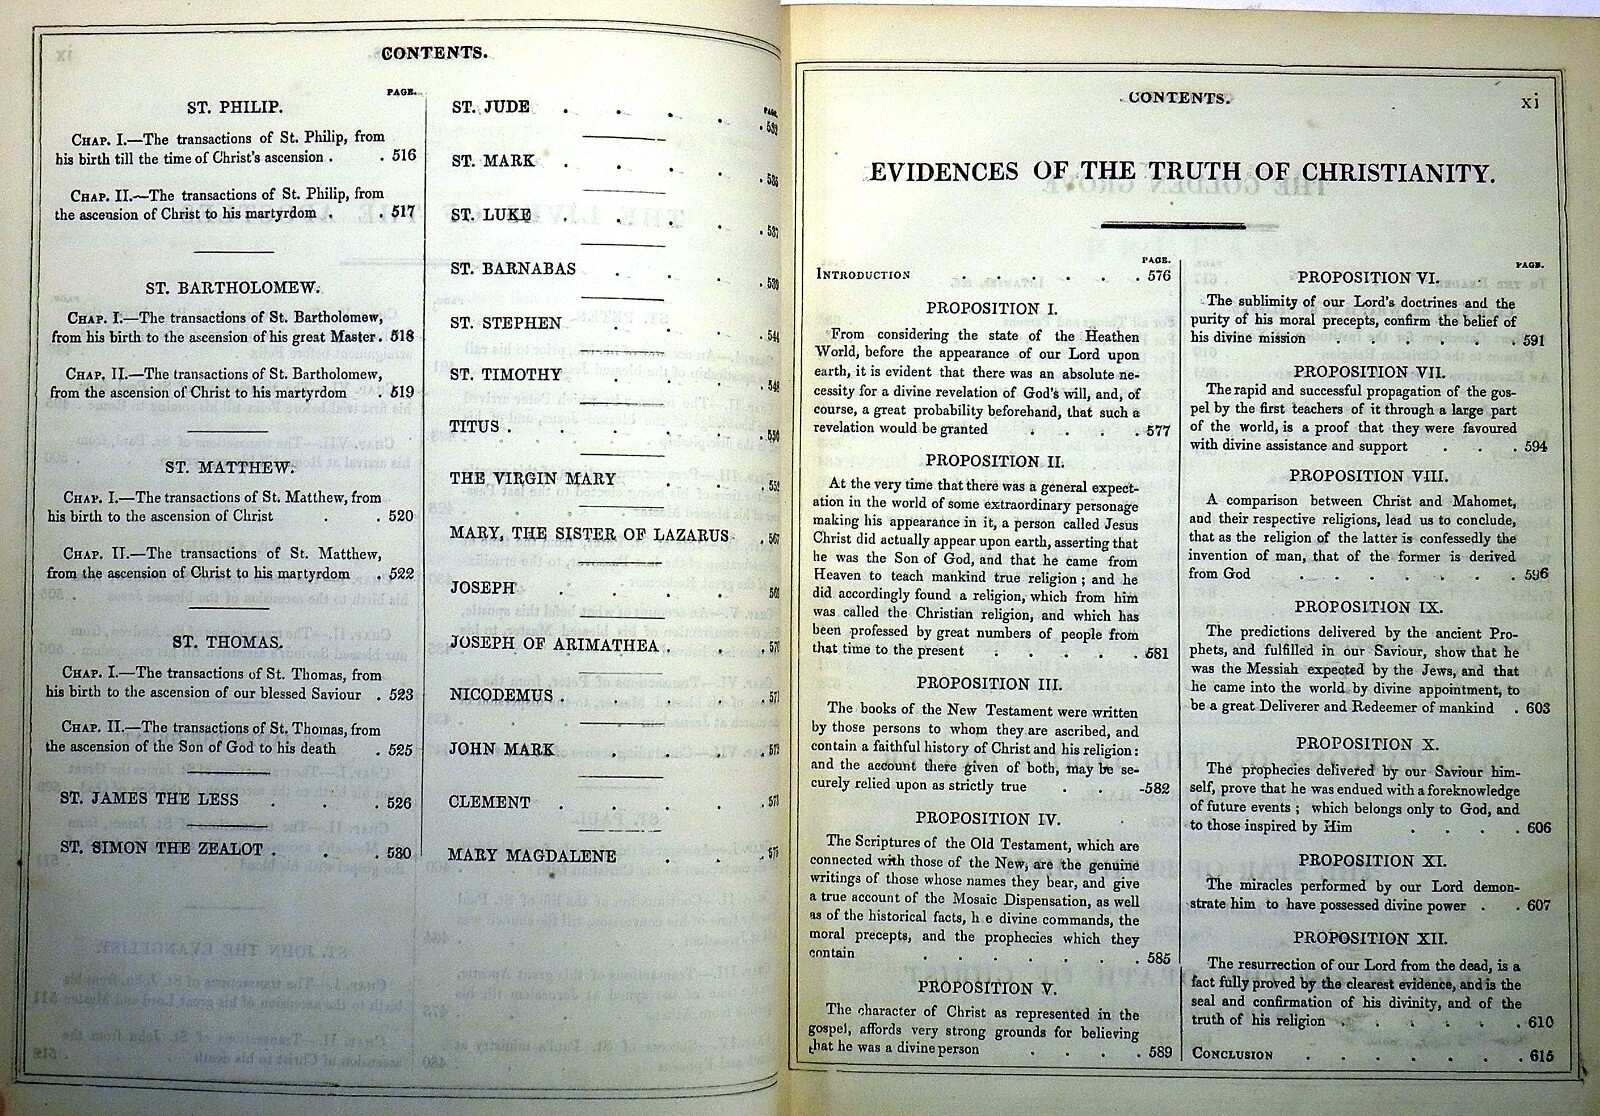 CONTENTS.
PAGE.
ST. PHILIP.
CHAP. I.—The transactions of St. Philip, from
his birth till the time of Christ's ascension . . 516
CHAP. II.—The transactions of St. Philip, from
the ascension of Christ to his martyrdom . . 517
ST. BARTHOLOMEW.
CHAP. I.—The transactions of St. Bartholomew,
from his birth to the ascension of his great Master. 518
CHAP. II.—The transactions of St. Bartholomew,
from the ascension of Christ to his martyrdom . 519
ST. MATTHEW.
CHAP. I.—The transactions of St. Matthew, from
his birth to the ascension of Christ . . 520
CHAP. II.—The transactions of St. Matthew,
from the ascension of Christ to his martyrdom . 522
ST. THOMAS.
CHAP. I.—The transactions of St. Thomas, from
his birth to the ascension of our blessed Saviour . 523
CHAP. II.—The transactions of St. Thomas, from
the ascension of the Son of God to his death . 525
ST. JAMES THE LESS . . . 526
ST. SIMON THE ZEALOT . . . 530
PAGE.
ST. JUDE . . . . . 532
ST. MARK . . . . . 535
ST. LUKE . . . . . 537
ST. BARNABAS . . . . 539
ST. STEPHEN . . . . 544
ST. TIMOTHY . . . . 548
TITUS . . . . . . 550
THE VIRGIN MARY . . . 552
MARY, THE SISTER OF LAZARUS . 567
JOSEPH . . . . .
JOSEPH OF ARIMATHEA . . . 570
NICODEMUS . . . . . 571
JOHN MARK . . . . 572
CLEMENT . . . . . 573
MARY MAGDALENE . . . 575
CONTENTS. xi
EVIDENCES OF THE TRUTH OF CHRISTIANITY.
PAGE.
INTRODUCTION . . . . . . 576
PROPOSITION I.
From considering the state of the Heathen
World, before the appearance of our Lord upon
earth, it is evident that there was an absolute ne-
cessity for a divine revelation of God's will, and, of
course, a great probability beforehand, that such a
revelation would be granted . . . . 577
PROPOSITION II.
At the very time that there was a general expect-
ation in the world of some extraordinary personage
making his appearance in it, a person called Jesus
Christ did actually appear upon earth, asserting that
he was the Son of God, and that he came from
Heaven to teach mankind true religion ; and he
did accordingly found a religion, which from him
was called the Christian religion, and which has
been professed by great numbers of people from
that time to the present . . . . . 581
PROPOSITION III.
The books of the New Testament were written
by those persons to whom they are ascribed, and
contain a faithful history of Christ and his religion:
and the account there given of both, may be se-
curely relied upon as strictly true . . -582
PROPOSITION IV.
The Scriptures of the Old Testament, which are
connected with those of the New, are the genuine
writings of those whose names they bear, and give
a true account of the Mosaic Dispensation, as well
as of the historical facts, h e divine commands, the
moral precepts, and the prophecies which they
contain . . . . . . . 585
PROPOSITION V.
The character of Christ as represented in the
gospel, affords very strong grounds for believing
that he was a divine person . . . . 589
PAGE.
PROPOSITION VI.
The sublimity of our Lord's doctrines and the
purity of his moral precepts, confirm the belief of
his divine mission . . . . . . 591
PROPOSITION VII.
The rapid and successful propagation of the gos-
pel by the first teachers of it through a large part
of the world, is a proof that they were favoured
with divine assistance and support . . . 594
PROPOSITION VIII.
A comparison between Christ and Mahomet,
and their respective religions, lead us to conclude,
that as the religion of the latter is confessedly the
invention of man, that of the former is derived
from God . . . . . . . 596
PROPOSITION IX.
The predictions delivered by the ancient Pro-
phets, and fulfilled in our Saviour, show that he
was the Messiah expected by the Jews, and that
he came into the world by divine appointment, to
be a great Deliverer and Redeemer of mankind . 603
PROPOSITION X.
The prophecies delivered by our Saviour him-
self, prove that he was endued with a foreknowledge
of future events ; which belongs only to God, and
to those inspired by Him . . . . 606
PROPOSITION XI.
The miracles performed by our Lord demon-
strate him to have possessed divine power . . 607
PROPOSITION XII.
The resurrection of our Lord from the dead, is a
fact fully proved by the clearest evidence, and is the
seal and confirmation of his divinity, and of the
truth of his religion . . . . . 610
CONCLUSION . . . . . . . 615